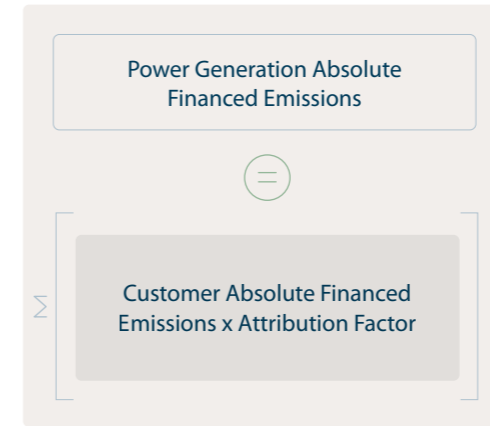 Power Generation Absolute
Financed Emissions
=
Σ
Customer Absolute Financed
Emissions x Attribution Factor